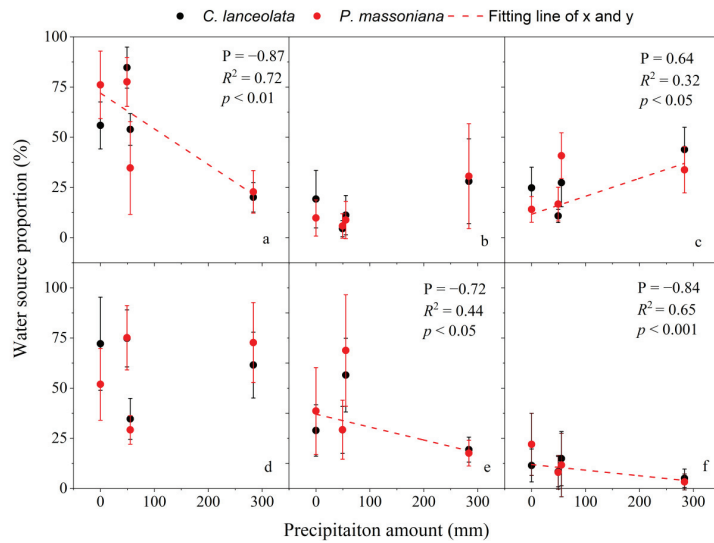 C. lanceolata P. massoniana Fitting line of x and y
Water source proportion (%)
100
75
50
25
0
P = −0.87
R² = 0.72
p < 0.01
a
b
P = 0.64
R² = 0.32
p < 0.05
c
100
75
50
25
0
d
P = −0.72
R² = 0.44
p < 0.05
e
P = −0.84
R² = 0.65
p < 0.001
f
0 100 200 300 0 100 200 300 0 100 200 300
Precipitaiton amount (mm)